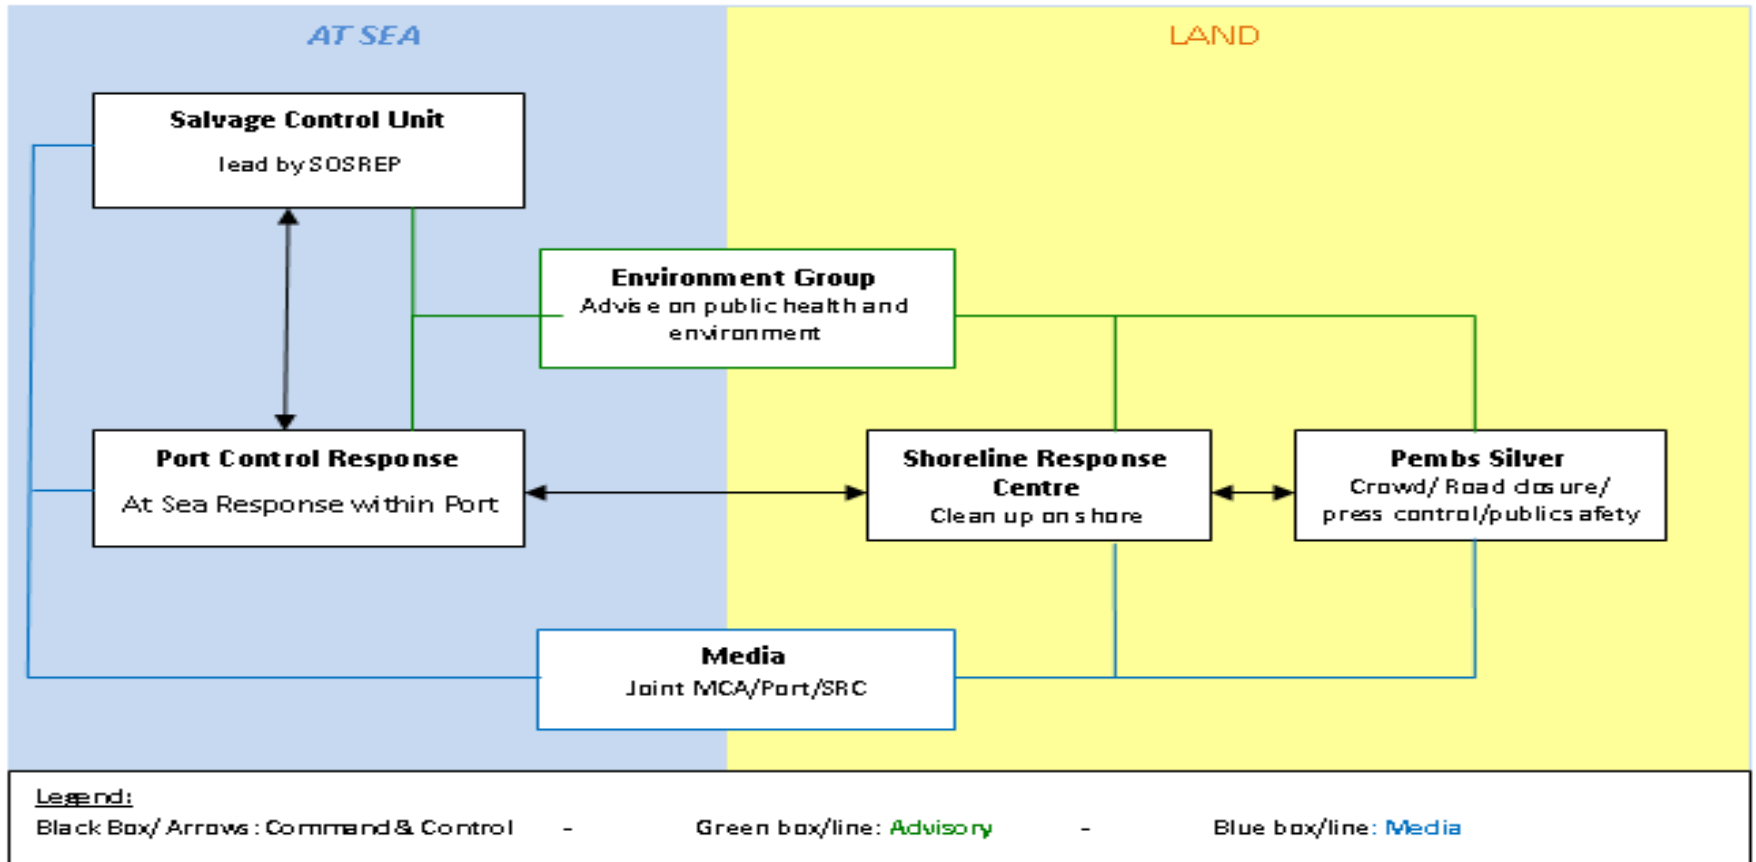 AT SEA
LAND
Salvage Control Unit
lead by SOSREP
Environment Group
Advise on public health and
environment
Port Control Response
At Sea Response within Port
Shoreline Response
Centre
Clean up on shore
Pembs Silver
Crowd/ Road closure/
press control/public safety
Media
Joint MCA/Port/SRC
Legend:
Black Box/ Arrows: Command & Control - Green box/line: Advisory - Blue box/line: Media